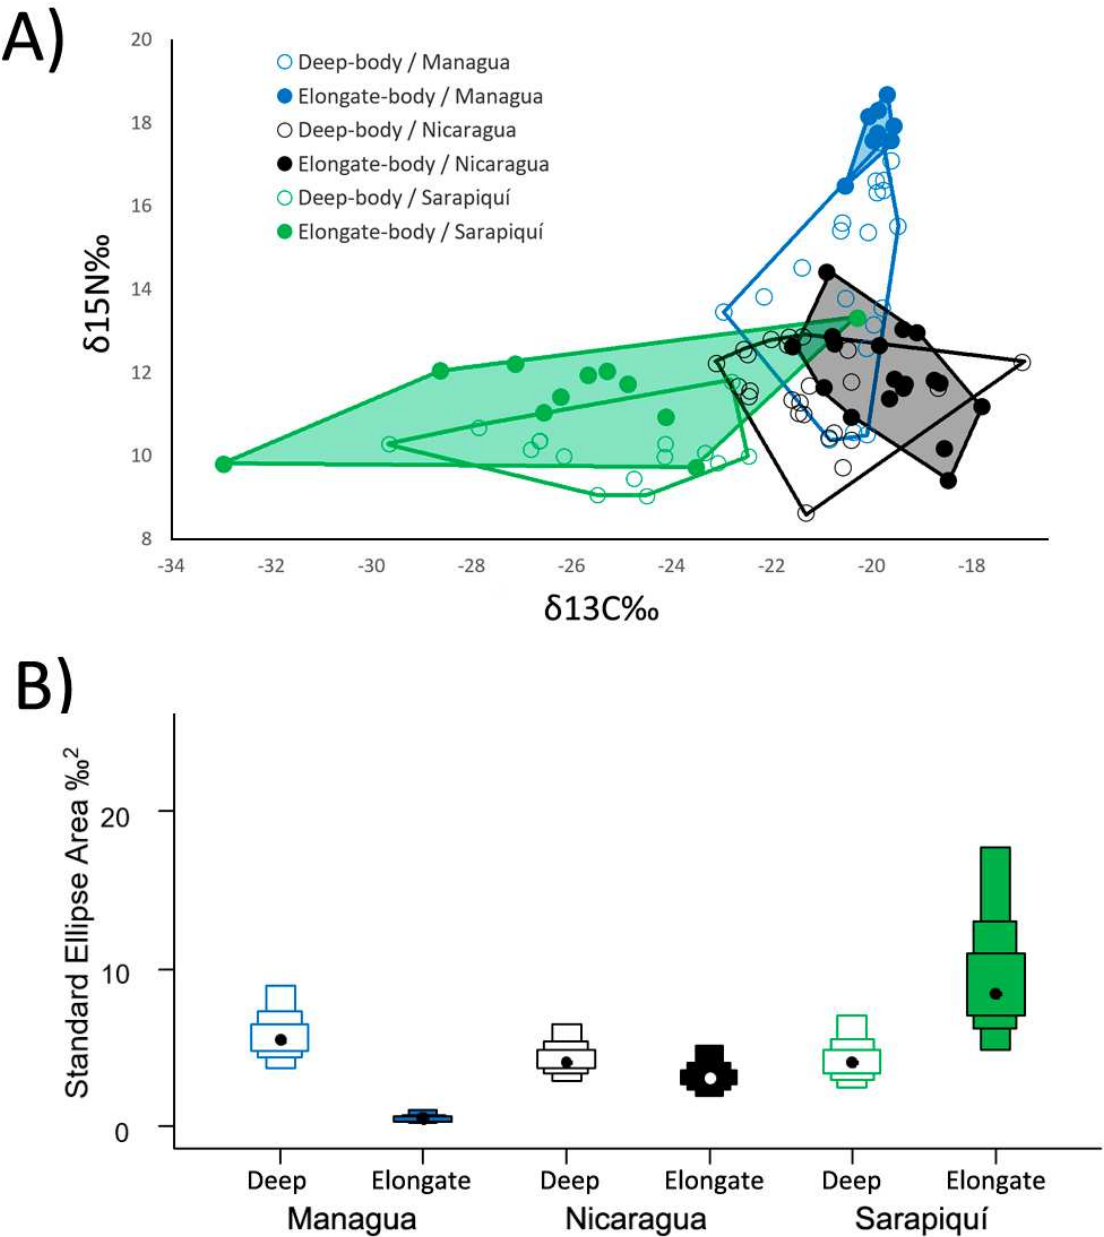 A)
20
18
16
14
12
10
8
δ15N‰
Deep-body / Managua
Elongate-body / Managua
Deep-body / Nicaragua
Elongate-body / Nicaragua
Deep-body / Sarapiquí
Elongate-body / Sarapiquí
-34 -32 -30 -28 -26 -24 -22 -20 -18
δ13C‰
B)
Standard Ellipse Area ‰²
20
10
0
Deep Elongate Deep Elongate Deep Elongate
Managua Nicaragua Sarapiquí